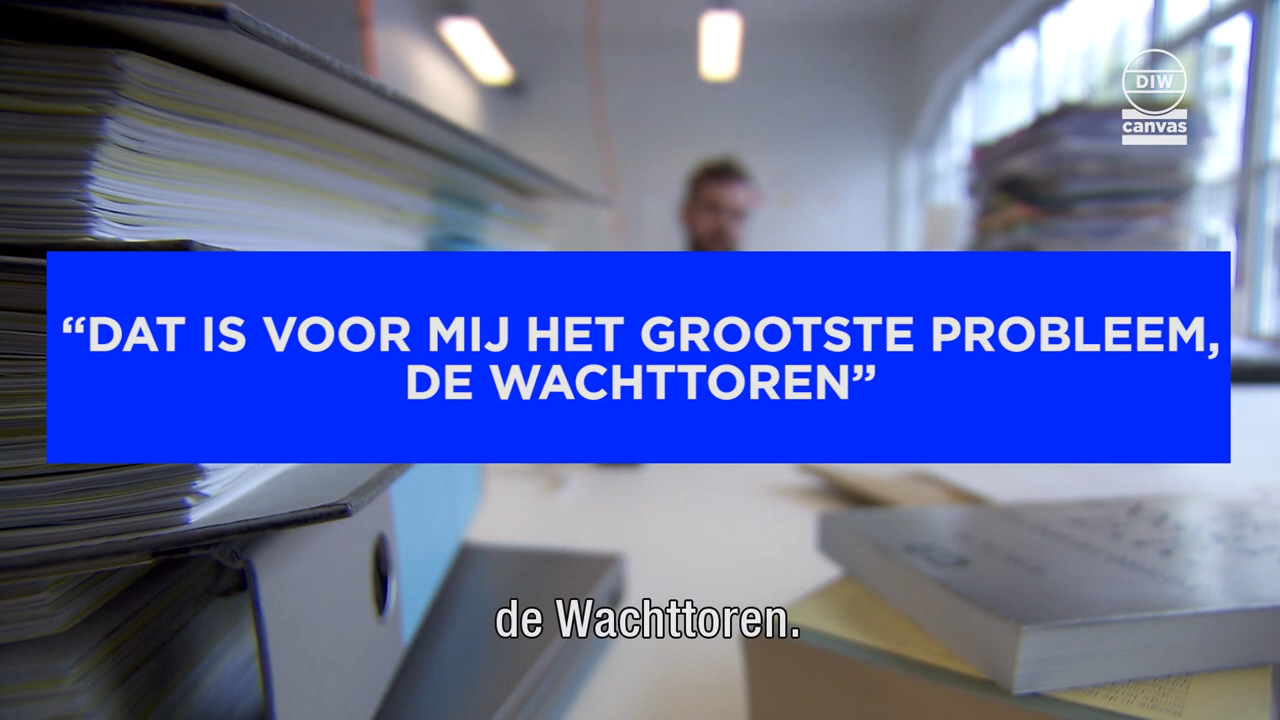 DIW
canvas
“DAT IS VOOR MIJ HET GROOTSTE PROBLEEM,
DE WACHTTOREN”
de Wachttoren.